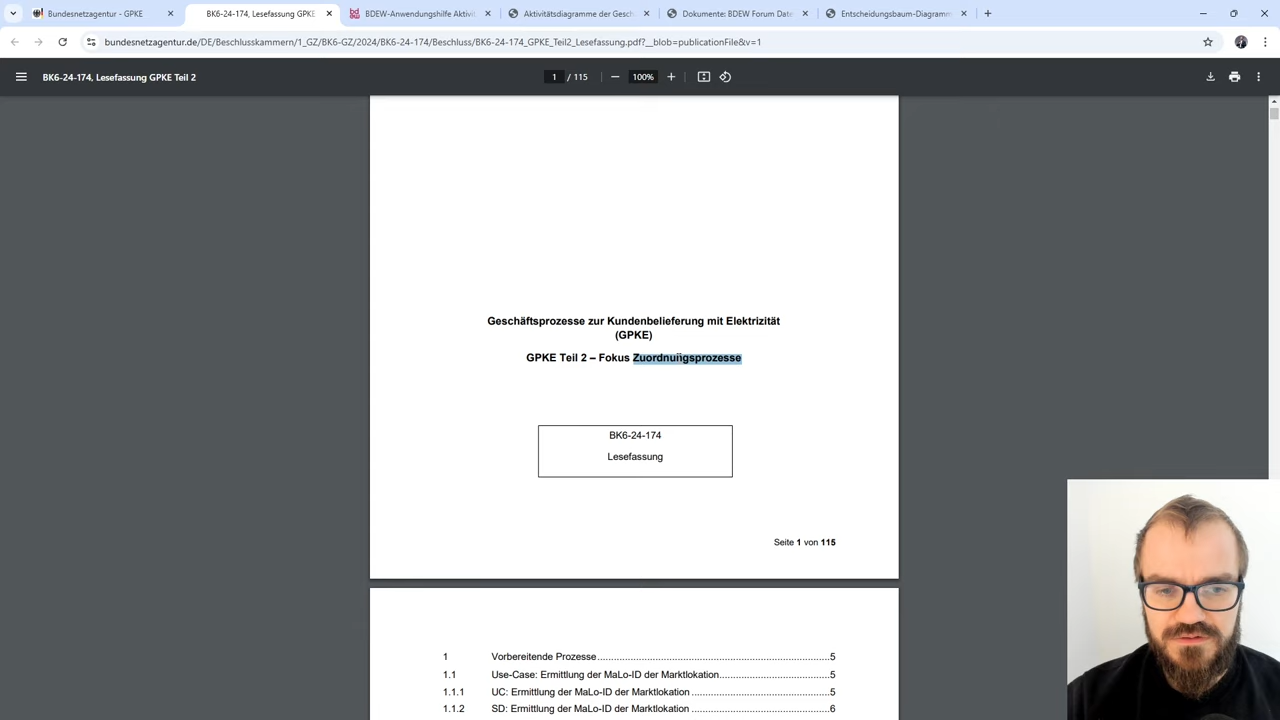 Bundesnetzagentur - GPKE
BK6-24-174, Lesefassung GPKE
BDEW-Anwendungshilfe Aktivi
Aktivitätsdiagramme der Gesch
Dokumente: BDEW Forum Date
Entscheidungsbaum-Diagramm
bundesnetzagentur.de/DE/Beschlusskammern/1_GZ/BK6-GZ/2024/BK6-24-174/Beschluss/BK6-24-174_GPKE_Teil2_Lesefassung.pdf?__blob=publicationFile&v=1
BK6-24-174, Lesefassung GPKE Teil 2
1 / 115
100%
Geschäftsprozesse zur Kundenbelieferung mit Elektrizität
(GPKE)
GPKE Teil 2 – Fokus Zuordnungsprozesse
BK6-24-174
Lesefassung
Seite 1 von 115
1 Vorbereitende Prozesse 5
1.1 Use-Case: Ermittlung der MaLo-ID der Marktlokation 5
1.1.1 UC: Ermittlung der MaLo-ID der Marktlokation 5
1.1.2 SD: Ermittlung der MaLo-ID der Marktlokation 6